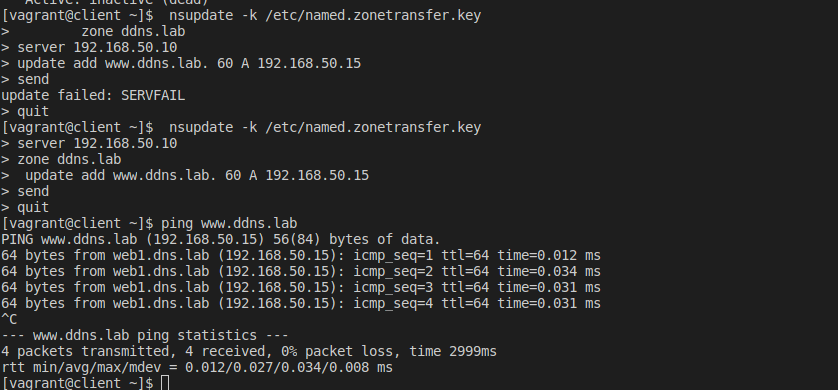 Active: inactive (dead)
[vagrant@client ~]$  nsupdate -k /etc/named.zonetransfer.key
>         zone ddns.lab
> server 192.168.50.10
> update add www.ddns.lab. 60 A 192.168.50.15
> send
update failed: SERVFAIL
> quit
[vagrant@client ~]$  nsupdate -k /etc/named.zonetransfer.key
> server 192.168.50.10
> zone ddns.lab
>  update add www.ddns.lab. 60 A 192.168.50.15
> send
> quit
[vagrant@client ~]$ ping www.ddns.lab
PING www.ddns.lab (192.168.50.15) 56(84) bytes of data.
64 bytes from web1.dns.lab (192.168.50.15): icmp_seq=1 ttl=64 time=0.012 ms
64 bytes from web1.dns.lab (192.168.50.15): icmp_seq=2 ttl=64 time=0.034 ms
64 bytes from web1.dns.lab (192.168.50.15): icmp_seq=3 ttl=64 time=0.031 ms
64 bytes from web1.dns.lab (192.168.50.15): icmp_seq=4 ttl=64 time=0.031 ms
^C
--- www.ddns.lab ping statistics ---
4 packets transmitted, 4 received, 0% packet loss, time 2999ms
rtt min/avg/max/mdev = 0.012/0.027/0.034/0.008 ms
[vagrant@client ~]$